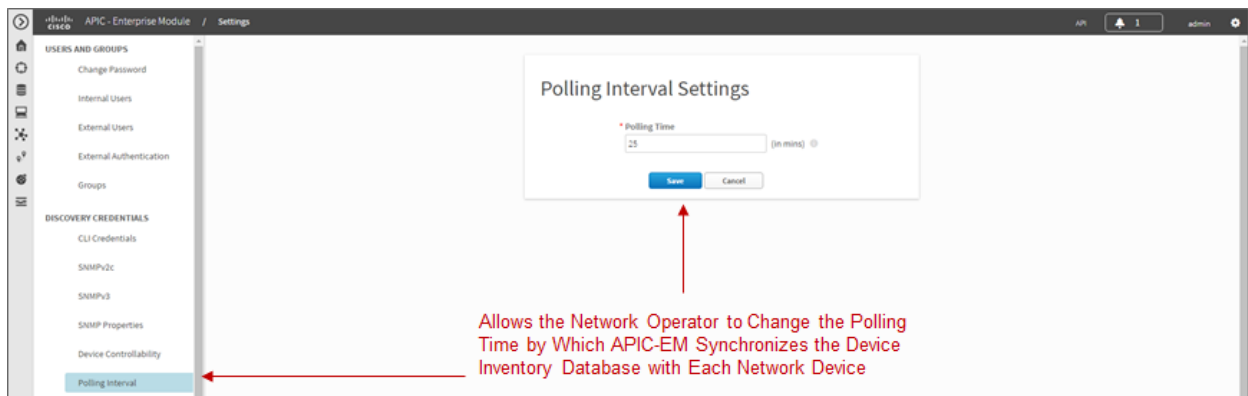 cisco APIC - Enterprise Module / Settings API 1 admin
USERS AND GROUPS
Change Password
Internal Users
External Users
External Authentication
Groups
DISCOVERY CREDENTIALS
CLI Credentials
SNMPv2c
SNMPv3
SNMP Properties
Device Controllability
Polling Interval
Polling Interval Settings
* Polling Time
25 (in mins)
Save Cancel
Allows the Network Operator to Change the Polling
Time by Which APIC-EM Synchronizes the Device
Inventory Database with Each Network Device